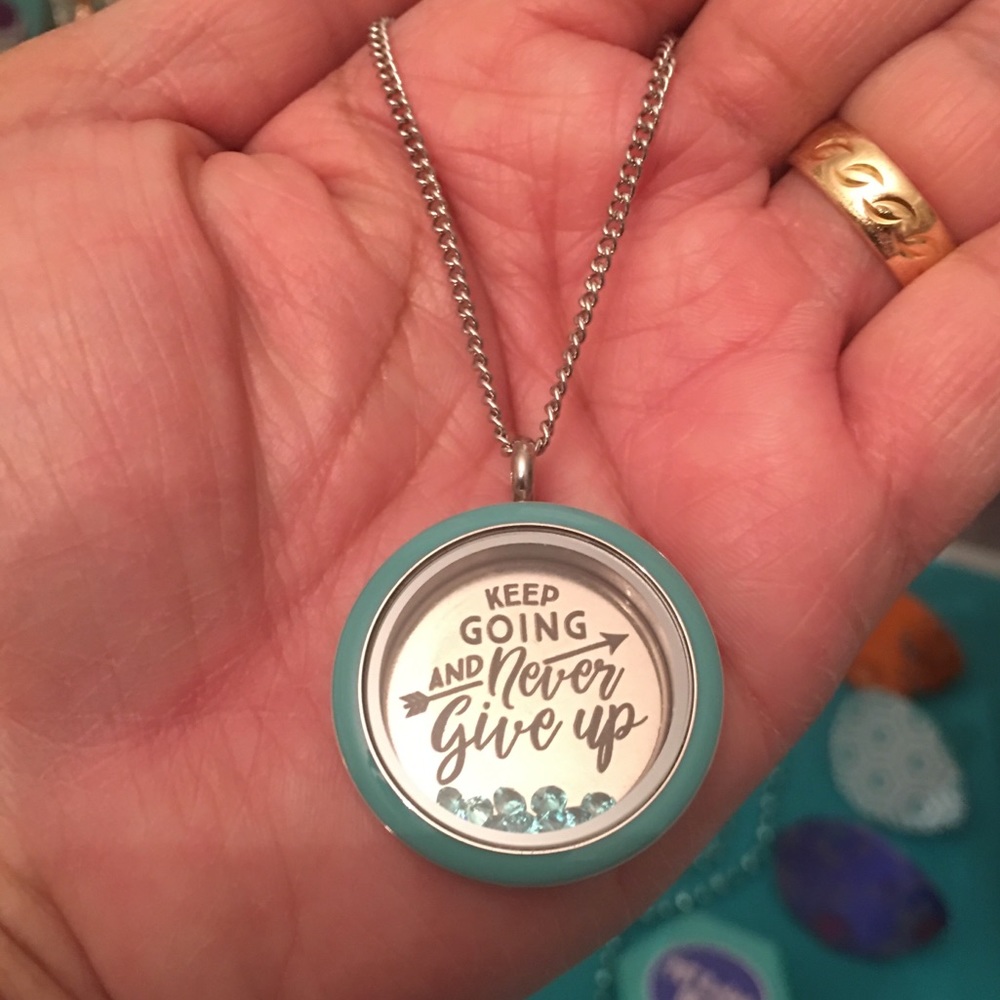 KEEP
GOING
AND Never
Give up